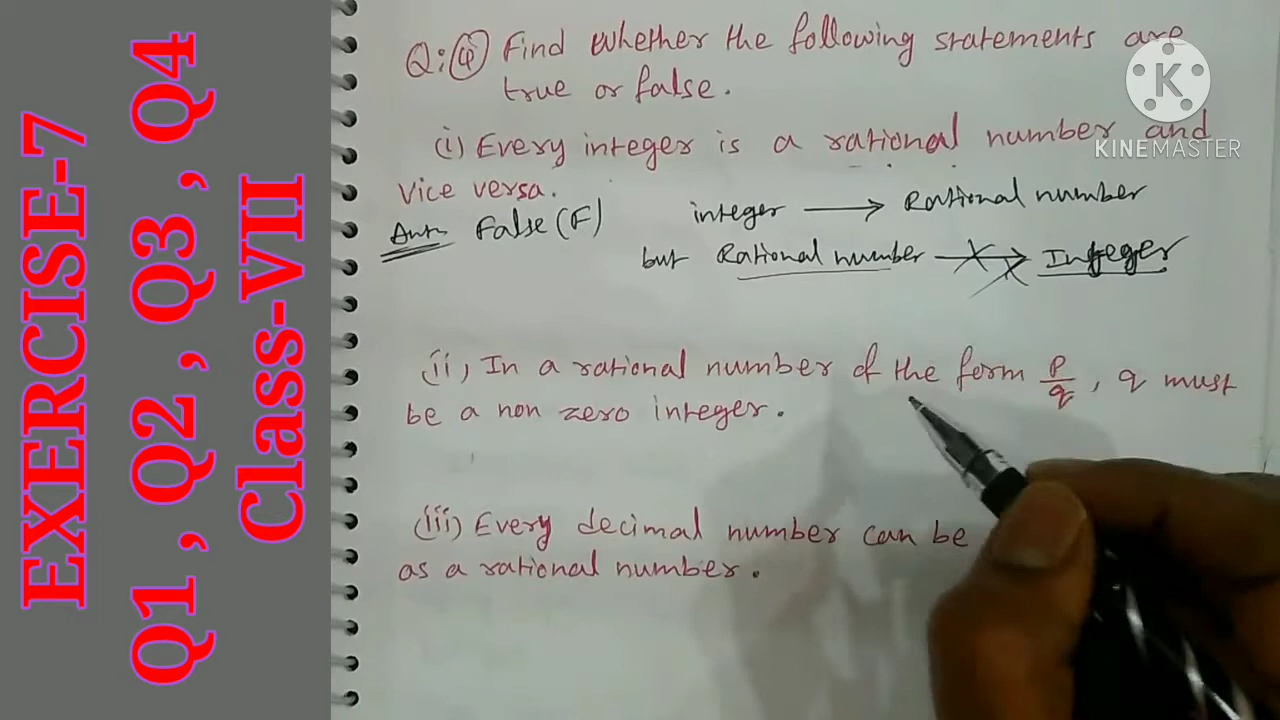 EXERCISE-7
Q1 , Q2 , Q3 , Q4
Class-VII
Q:④ Find whether the following statements are
true or false.
K
KINEMASTER
(i) Every integer is a rational number and
vice versa.
Ans False (F)
integer → Rational number
but Rational number → Integer
(ii) In a rational number of the form P/q, q must
be a non zero integer.
(iii) Every decimal number can be
as a rational number.